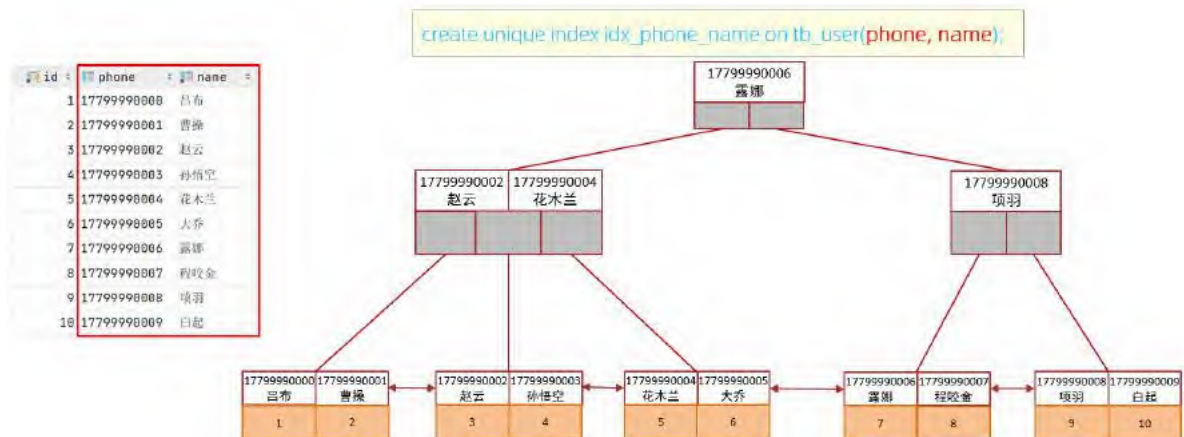 create unique index idx_phone_name on tb_user(phone, name);
id phone name
1 17799990000 吕布
2 17799990001 曹操
3 17799990002 赵云
4 17799990003 孙悟空
5 17799990004 花木兰
6 17799990005 大乔
7 17799990006 露娜
8 17799990007 程咬金
9 17799990008 项羽
10 17799990009 白起
17799990006
露娜
17799990002 17799990004
赵云 花木兰
17799990008
项羽
17799990000 17799990001 17799990002 17799990003 17799990004 17799990005 17799990006 17799990007 17799990008 17799990009
吕布 曹操 赵云 孙悟空 花木兰 大乔 露娜 程咬金 项羽 白起
1 2 3 4 5 6 7 8 9 10